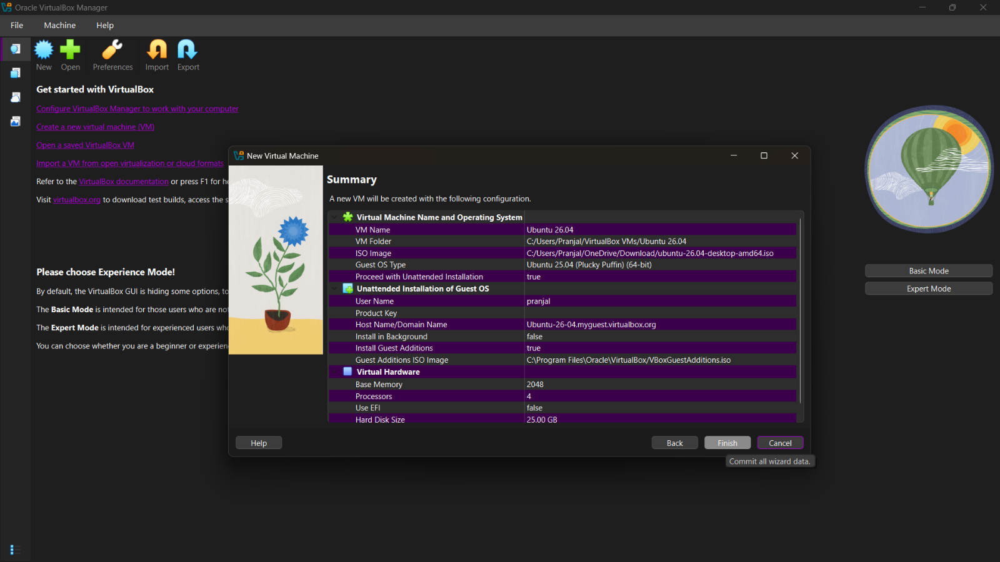 Oracle VirtualBox Manager
File Machine Help
New Open Preferences Import Export
Get started with VirtualBox
Configure VirtualBox Manager to work with your computer
Create a new virtual machine (VM)
Open a saved VirtualBox VM
Import a VM from open virtualization or cloud formats
Refer to the VirtualBox documentation or press F1 for
Visit virtualbox.org to download test builds, access the
Please choose Experience Mode!
By default, the VirtualBox GUI is hiding some options,
The Basic Mode is intended for those users who are
The Expert Mode is intended for experienced users
You can choose whether you are a beginner or
New Virtual Machine
Summary
A new VM will be created with the following configuration.
Virtual Machine Name and Operating System
VM Name Ubuntu 26.04
VM Folder C:/Users/Pranjal/VirtualBox VMs/Ubuntu 26.04
ISO Image C:/Users/Pranjal/OneDrive/Download/ubuntu-26.04-desktop-amd64.iso
Guest OS Type Ubuntu 25.04 (Plucky Puffin) (64-bit)
Proceed with Unattended Installation true
Unattended Installation of Guest OS
User Name pranjal
Product Key
Host Name/Domain Name Ubuntu-26-04.myguest.virtualbox.org
Install in Background false
Install Guest Additions true
Guest Additions ISO Image C:\Program Files\Oracle\VirtualBox/VBoxGuestAdditions.iso
Virtual Hardware
Base Memory 2048
Processors 4
Use EFI false
Hard Disk Size 25.00 GB
Help Back Finish Cancel
Commit all wizard data.
Basic Mode
Expert Mode